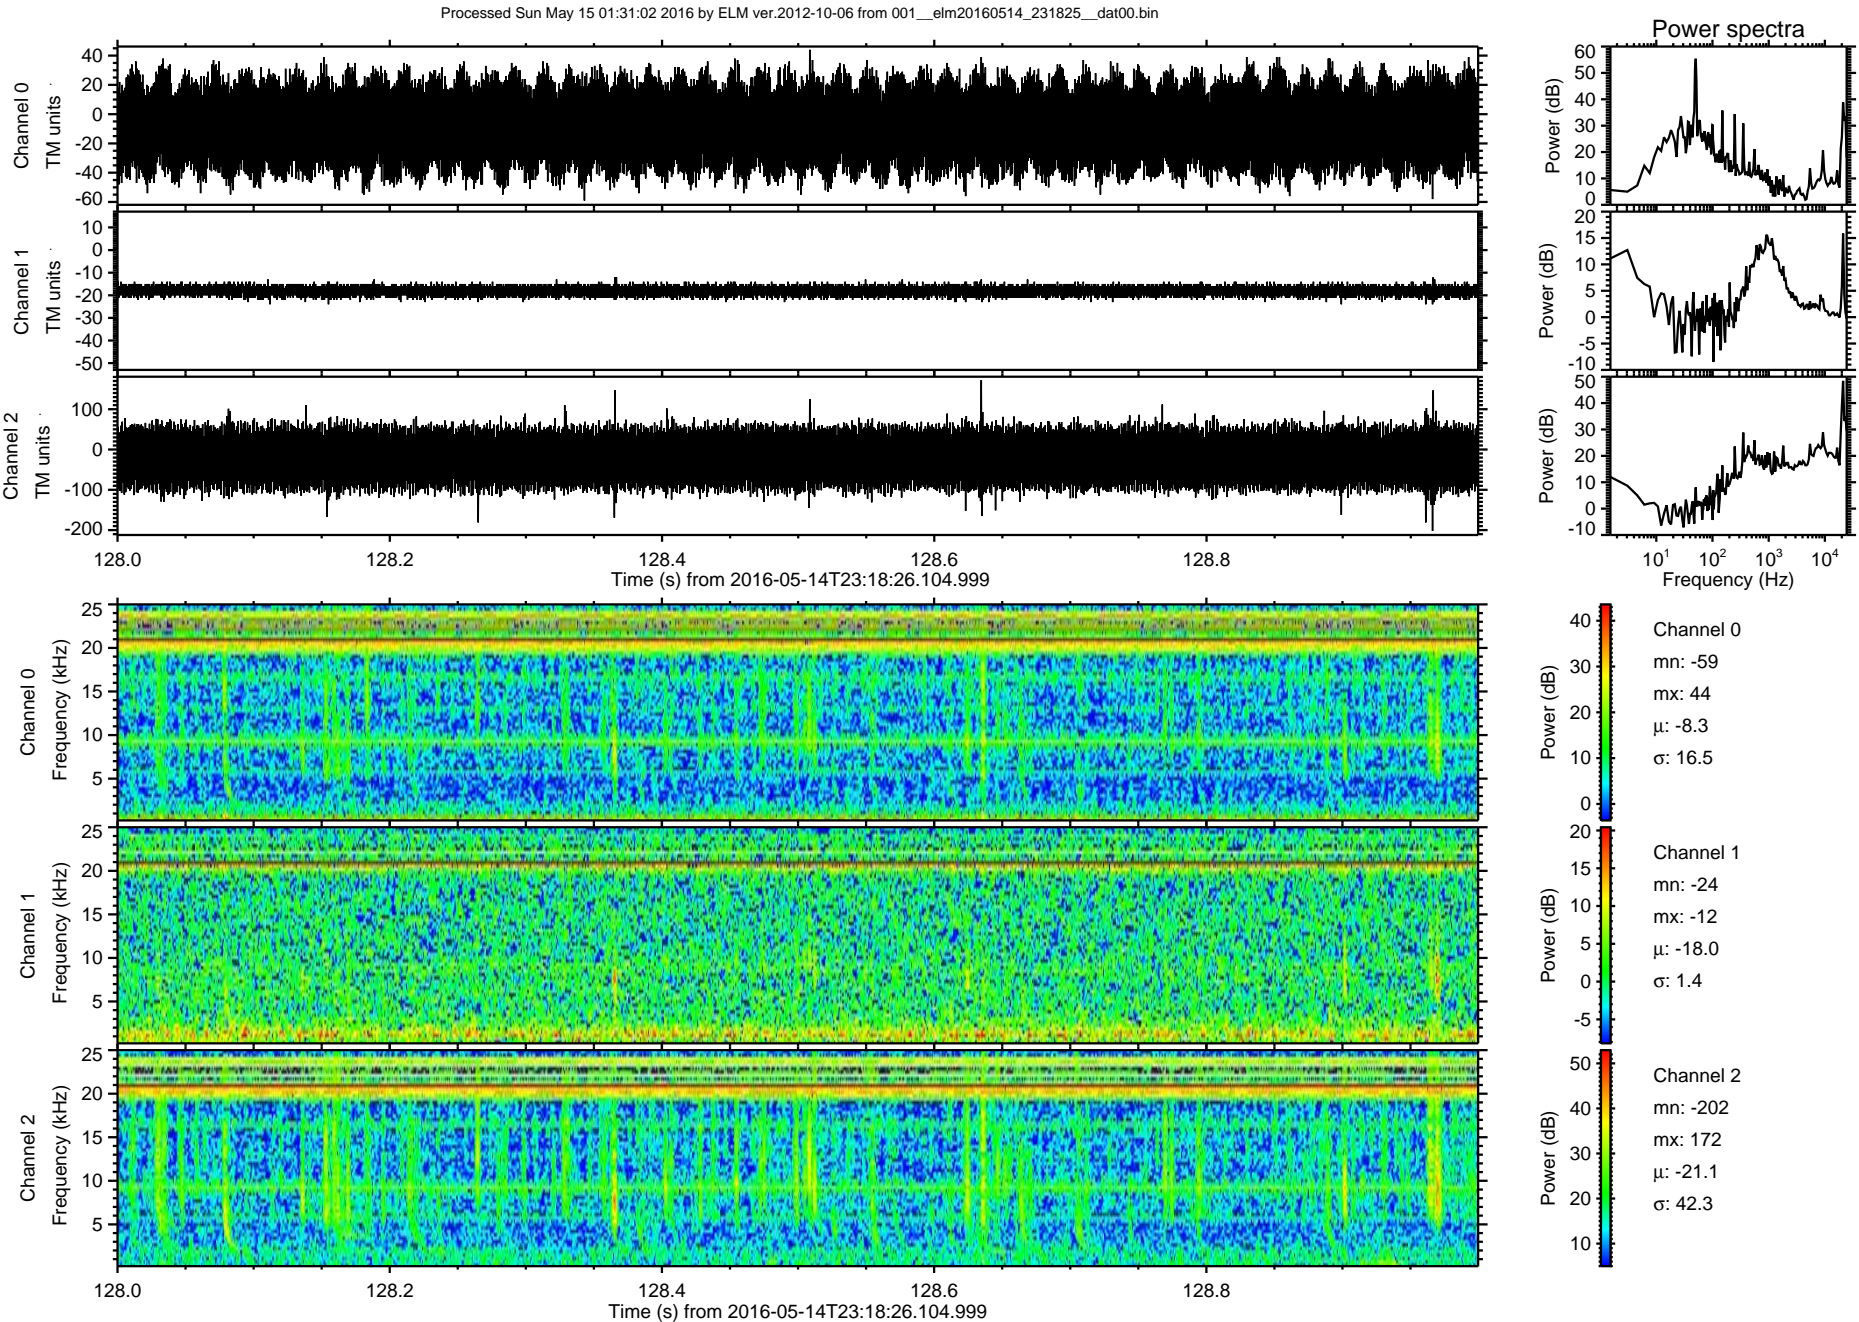 Processed Sun May 15 01:31:02 2016 by ELM ver.2012-10-06 from 001__elm20160514_231825__dat00.bin
Power spectra
Channel 0
TM units
40
20
0
-20
-40
-60
Power (dB)
60
50
40
30
20
10
0
Channel 1
TM units
10
0
-10
-20
-30
-40
-50
Power (dB)
20
15
10
5
0
-5
-10
Channel 2
TM units
100
0
-100
-200
Power (dB)
50
40
30
20
10
0
-10
128.0 128.2 128.4 128.6 128.8
Time (s) from 2016-05-14T23:18:26.104.999
10^1 10^2 10^3 10^4
Frequency (Hz)
Channel 0
Frequency (kHz)
25
20
15
10
5
Power (dB)
40
30
20
10
0
Channel 0
mn: -59
mx: 44
μ: -8.3
σ: 16.5
Channel 1
Frequency (kHz)
25
20
15
10
5
Power (dB)
20
15
10
5
0
-5
Channel 1
mn: -24
mx: -12
μ: -18.0
σ: 1.4
Channel 2
Frequency (kHz)
25
20
15
10
5
Power (dB)
50
40
30
20
10
Channel 2
mn: -202
mx: 172
μ: -21.1
σ: 42.3
128.0 128.2 128.4 128.6 128.8
Time (s) from 2016-05-14T23:18:26.104.999